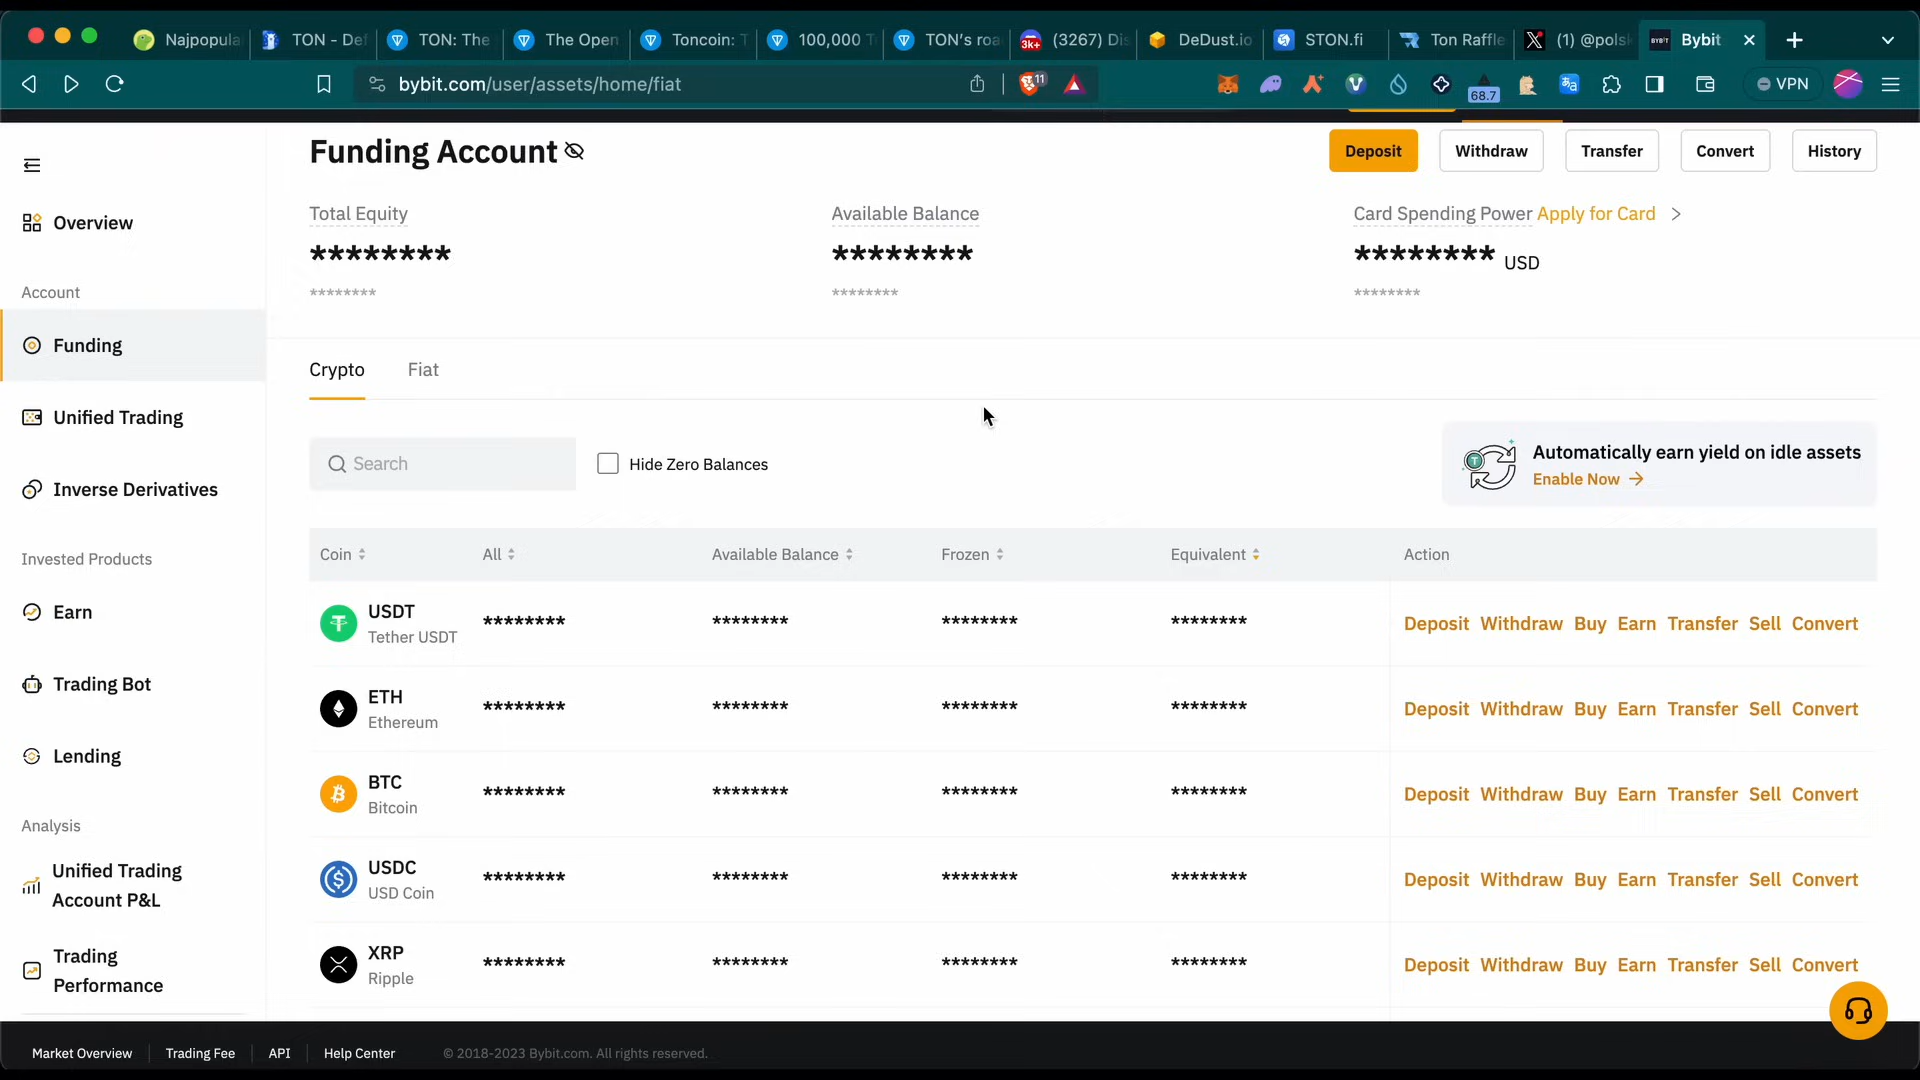 Najpopula
TON - Def
TON: The
The Open
Toncoin: T
100,000 T
TON's roa
3k+
(3267) Dis
DeDust.io
STON.fi
Ton Raffle
(1) @polsk
BYBIT
Bybit
bybit.com/user/assets/home/fiat
11
68.7
VPN
Funding Account
Deposit
Withdraw
Transfer
Convert
History
Overview
Total Equity
Available Balance
Card Spending Power Apply for Card >
********
********
******** USD
********
********
********
Account
Funding
Crypto
Fiat
Unified Trading
Search
Hide Zero Balances
Automatically earn yield on idle assets
Enable Now →
Inverse Derivatives
Invested Products
Coin
All
Available Balance
Frozen
Equivalent
Action
Earn
USDT
Tether USDT
********
********
********
********
Deposit Withdraw Buy Earn Transfer Sell Convert
Trading Bot
ETH
Ethereum
********
********
********
********
Deposit Withdraw Buy Earn Transfer Sell Convert
Lending
BTC
Bitcoin
********
********
********
********
Deposit Withdraw Buy Earn Transfer Sell Convert
Analysis
Unified Trading
Account P&L
USDC
USD Coin
********
********
********
********
Deposit Withdraw Buy Earn Transfer Sell Convert
Trading
Performance
XRP
Ripple
********
********
********
********
Deposit Withdraw Buy Earn Transfer Sell Convert
Market Overview
Trading Fee
API
Help Center
© 2018-2023 Bybit.com. All rights reserved.